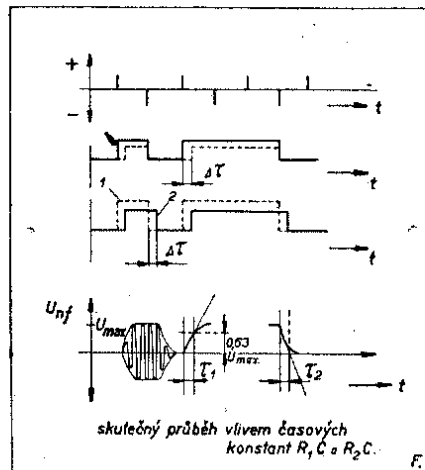 +
t
-
Δτ
t
1
2
Δτ
t
Unf
Umax.
0,63
Umax.
τ1
τ2
t
skutečný průběh vlivem časových
konstant R1C a R2C.
F.